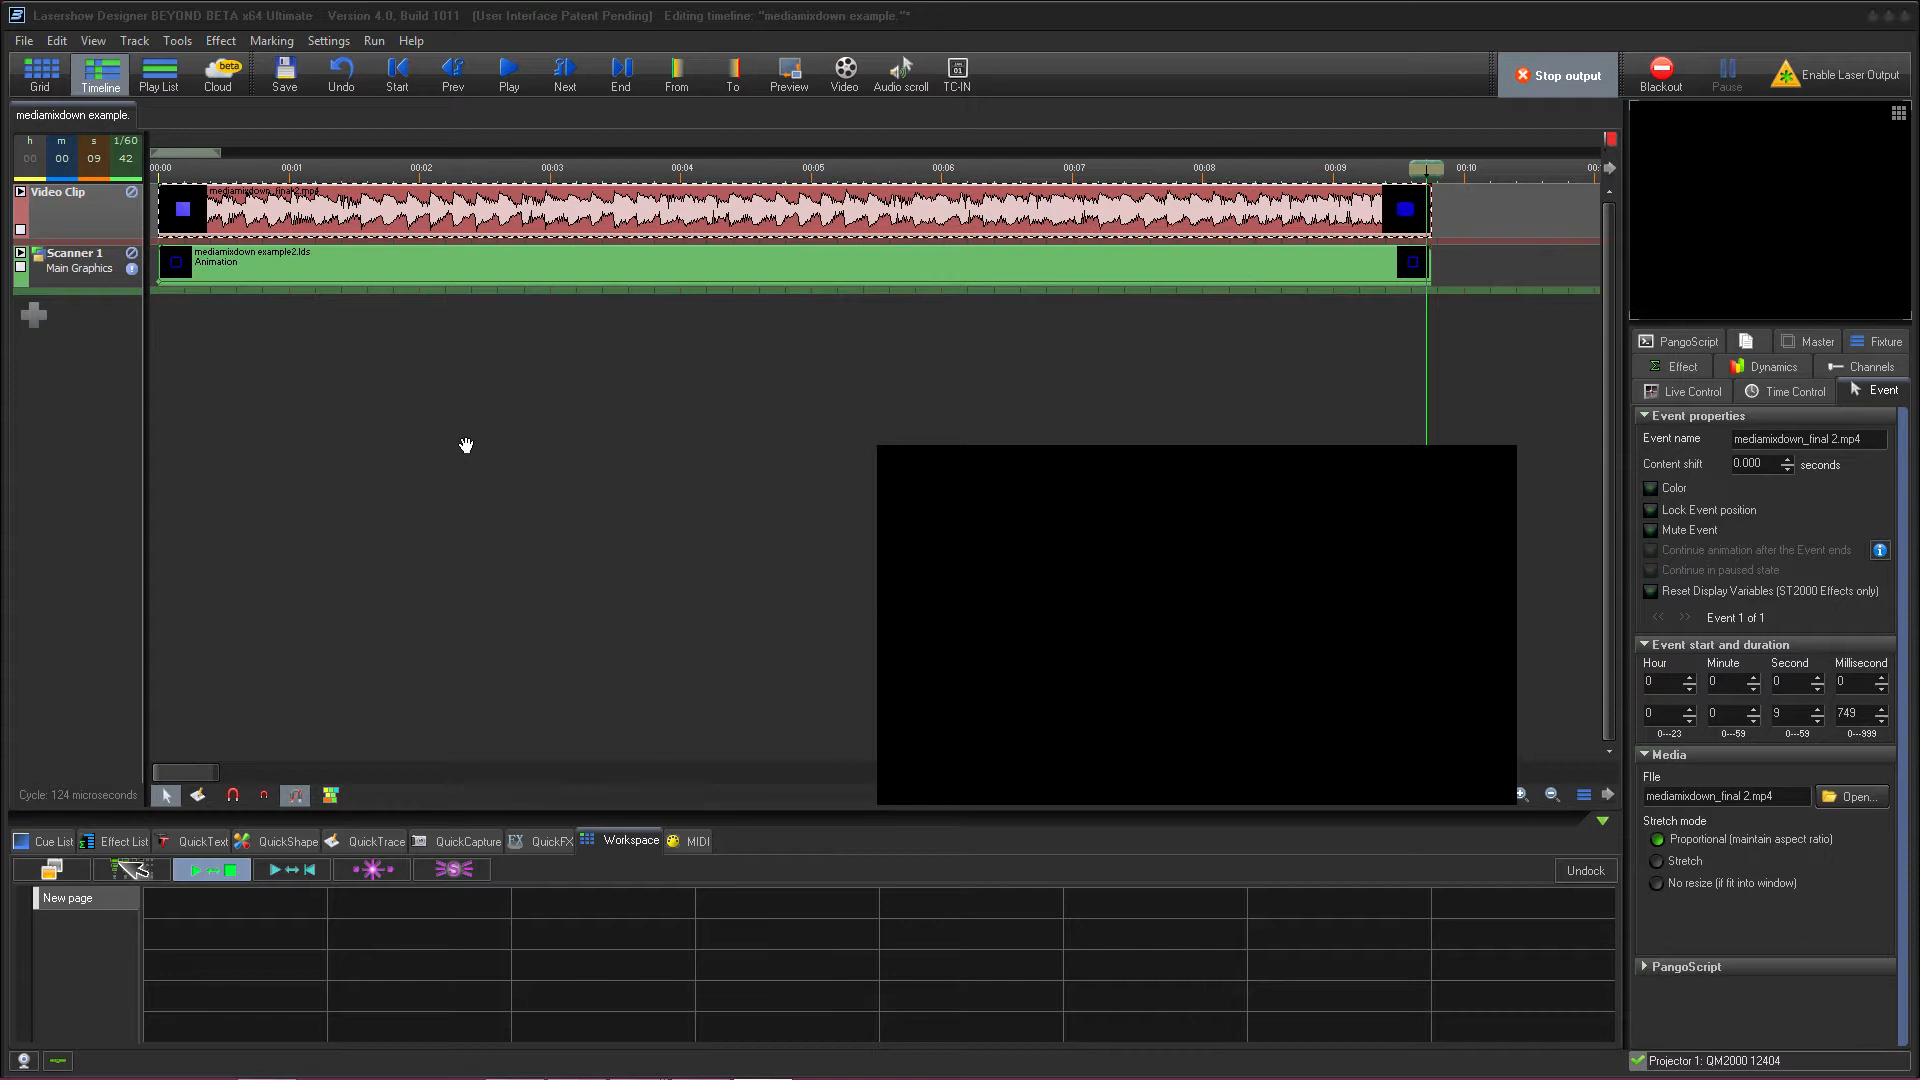 Lasershow Designer BEYOND BETA x64 Ultimate Version 4.0, Build 1011 [User Interface Patent Pending] Editing timeline: "mediamixdown example."*
File Edit View Track Tools Effect Marking Settings Run Help
beta
Grid Timeline Play List Cloud Save Undo Start Prev Play Next End From To Preview Video Audio scroll TC-IN Stop output Blackout Pause Enable Laser Output
mediamixdown example.
h m s 1/60
00 00 09 42
00:00 00:01 00:02 00:03 00:04 00:05 00:06 00:07 00:08 00:09 00:10
Video Clip
mediamixdown_final 2.mp4
Scanner 1
Main Graphics
mediamixdown example2.lds
Animation
PangoScript Master Fixture
Effect Dynamics Channels
Live Control Time Control Event
Event properties
Event name mediamixdown_final 2.mp4
Content shift 0.000 seconds
Color
Lock Event position
Mute Event
Continue animation after the Event ends
Continue in paused state
Reset Display Variables (ST2000 Effects only)
<< >> Event 1 of 1
Event start and duration
Hour Minute Second Millisecond
0 0 0 0
0 0 9 749
0---23 0---59 0---59 0---999
Media
File
mediamixdown_final 2.mp4 Open...
Stretch mode
Proportional (maintain aspect ratio)
Stretch
No resize (if fit into window)
PangoScript
Cycle: 124 microseconds
Cue List Effect List QuickText QuickShape QuickTrace QuickCapture QuickFX Workspace MIDI
Undock
New page
Projector 1: QM2000 12404